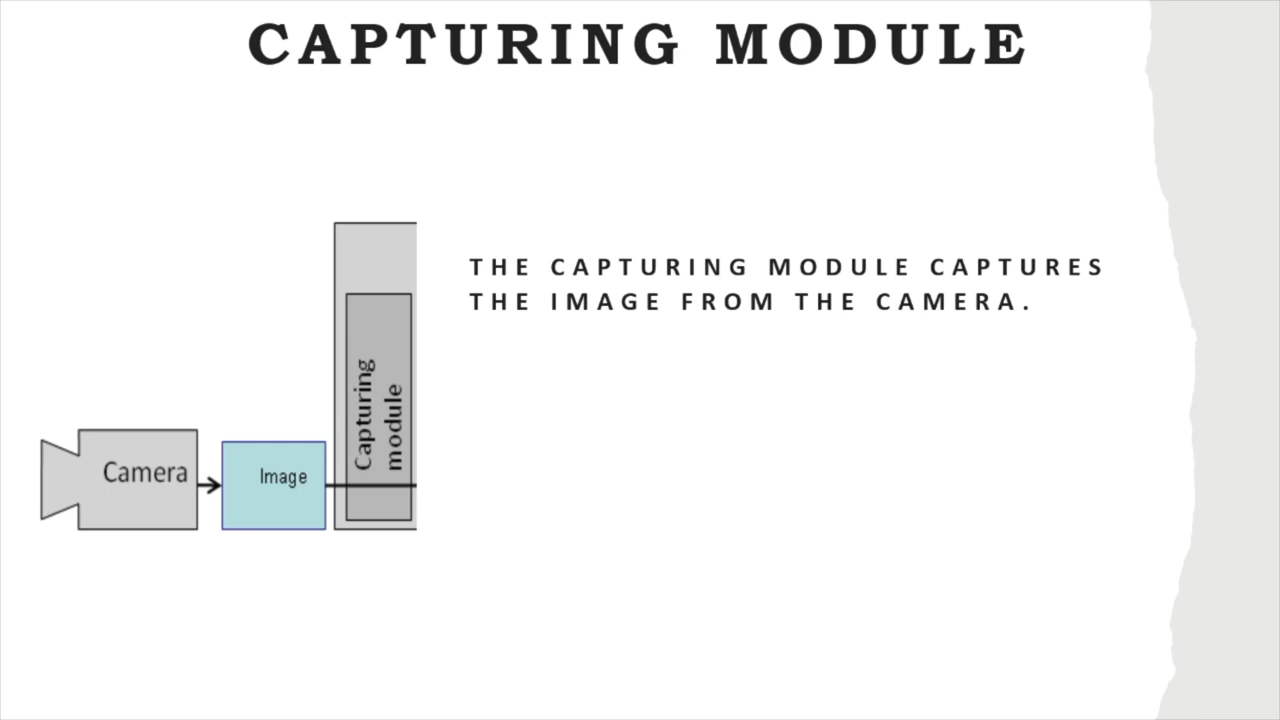 CAPTURING MODULE
THE CAPTURING MODULE CAPTURES
THE IMAGE FROM THE CAMERA.
Capturing
module
Camera
Image